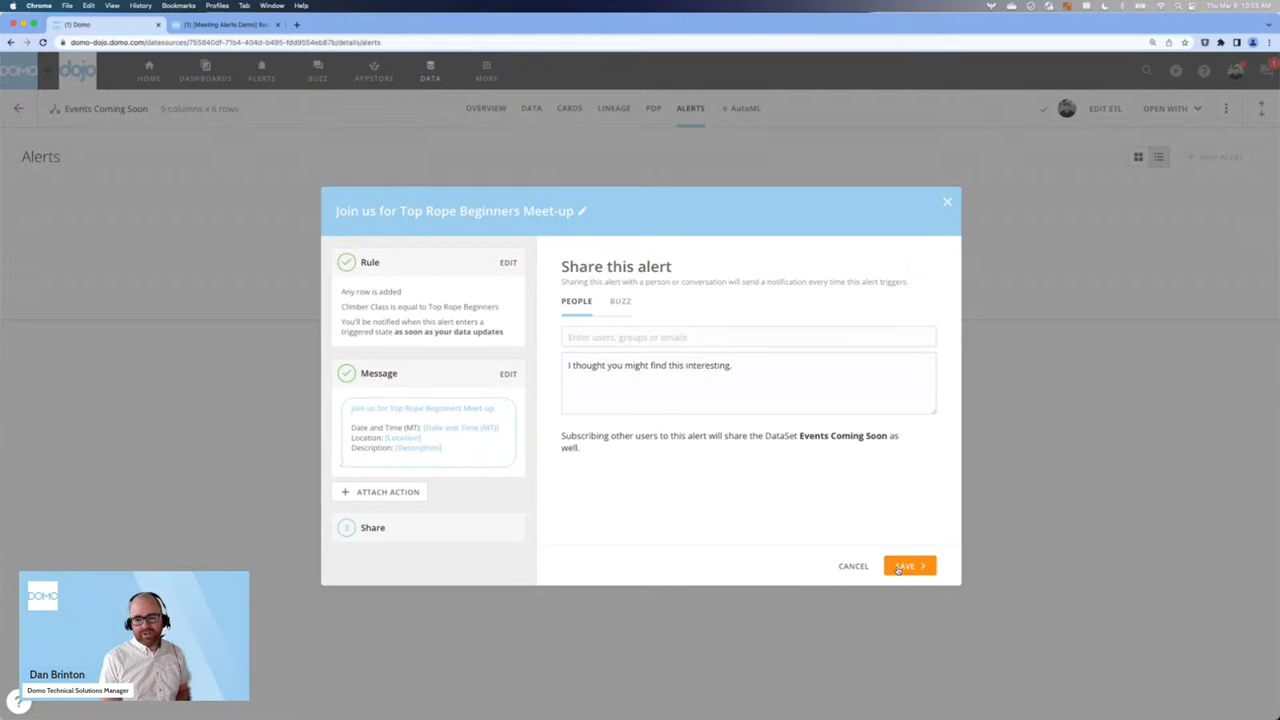 Chrome File Edit View History Bookmarks Profiles Tab Window Help
Thu Mar 9 10:58 AM
(1) Domo
(1) [Meeting Alerts Demo]
domo-dojo.domo.com/datasources/755840df-71b4-404d-b495-fdd9554eb87b/details/alerts
DOMO
dojo
HOME DASHBOARDS ALERTS BUZZ APPSTORE DATA MORE
Events Coming Soon 5 columns x 6 rows
OVERVIEW DATA CARDS LINEAGE PDP ALERTS AutoML
EDIT ETL OPEN WITH
Alerts
+ NEW ALERT
Join us for Top Rope Beginners Meet-up
Rule EDIT
Any row is added
Climber Class is equal to Top Rope Beginners
You'll be notified when this alert enters a
triggered state as soon as your data updates
Message EDIT
Join us for Top Rope Beginners Meet-up
Date and Time (MT): [Date and Time (MT)]
Location: [Location]
Description: [Description]
+ ATTACH ACTION
3 Share
Share this alert
Sharing this alert with a person or conversation will send a notification every time this alert triggers.
PEOPLE BUZZ
Enter users, groups or emails
I thought you might find this interesting.
Subscribing other users to this alert will share the DataSet Events Coming Soon as
well.
CANCEL SAVE
DOMO
Dan Brinton
Domo Technical Solutions Manager
?